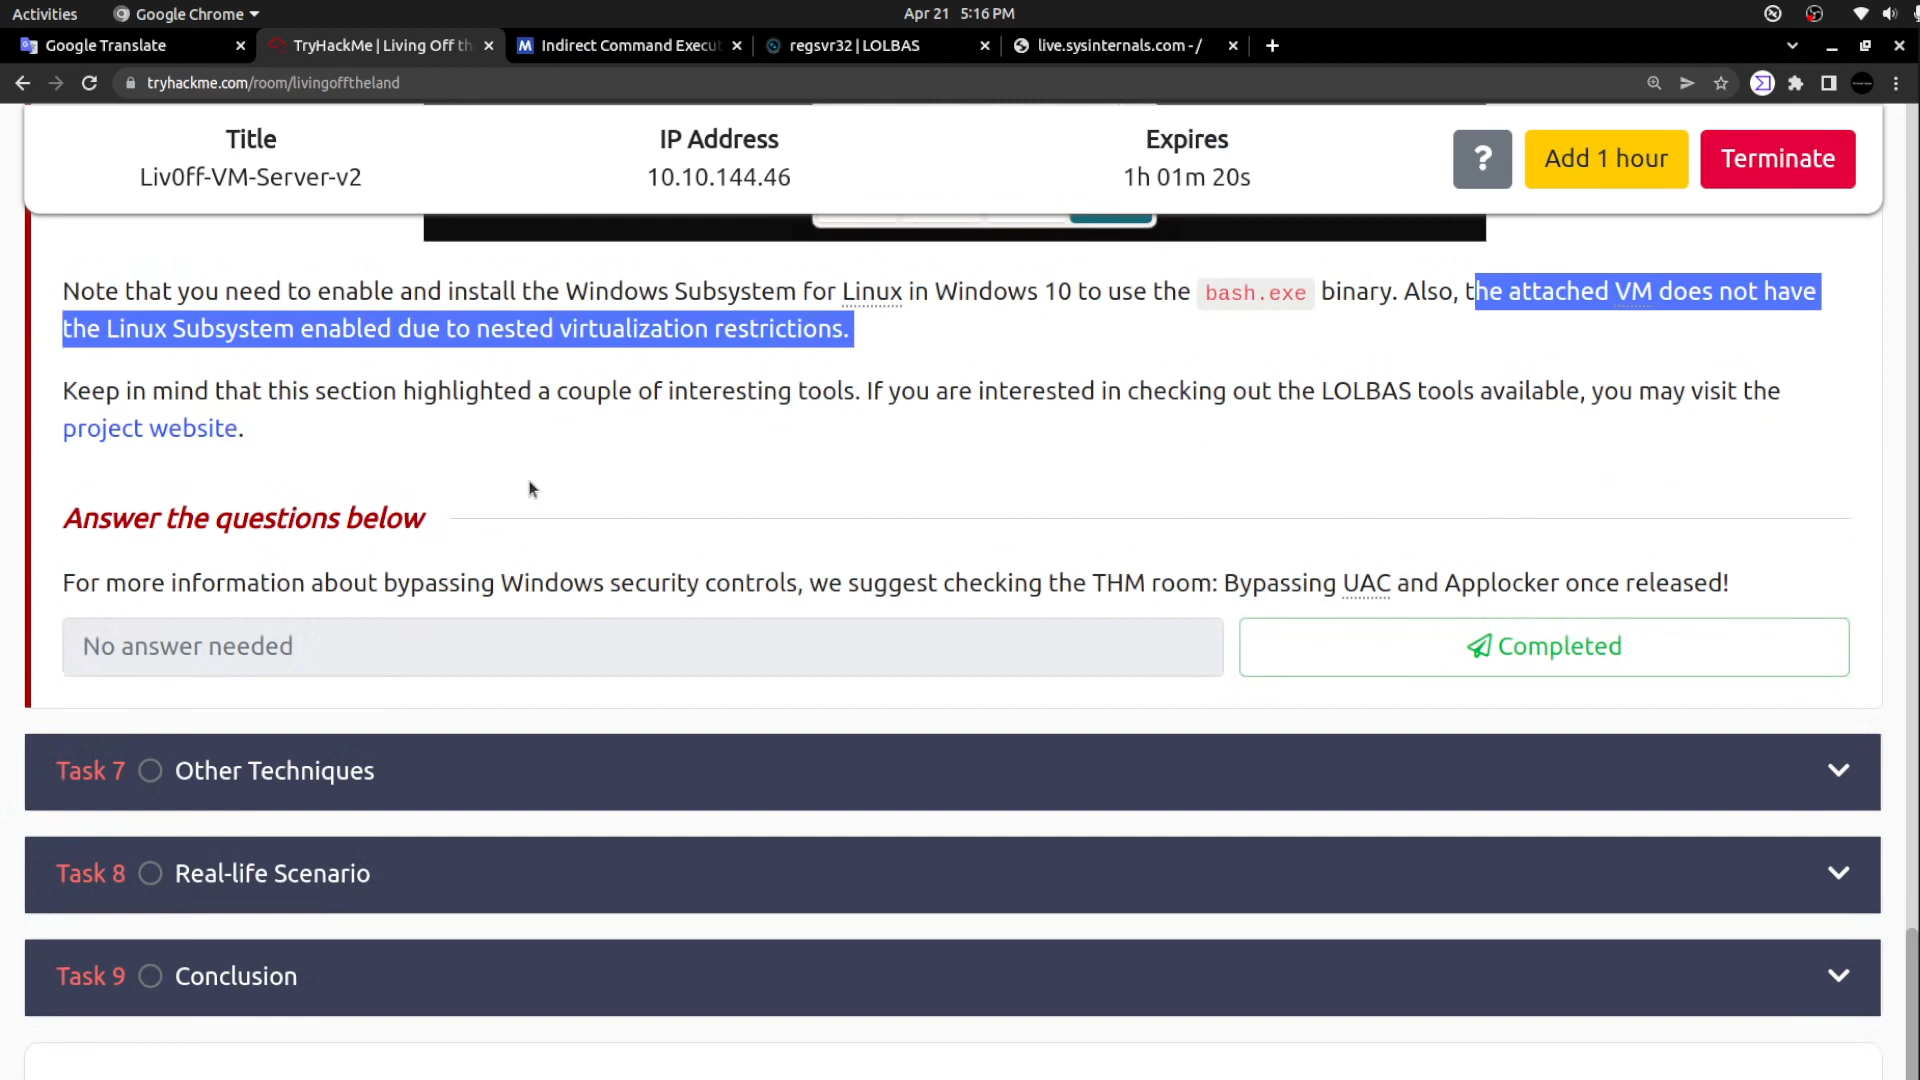 Activities
Google Chrome
Apr 21 5:16 PM
Google Translate
TryHackMe | Living Off th
Indirect Command Execut
regsvr32 | LOLBAS
live.sysinternals.com - /
tryhackme.com/room/livingofftheland
Title
IP Address
Expires
Liv0ff-VM-Server-v2
10.10.144.46
1h 01m 20s
?
Add 1 hour
Terminate
Note that you need to enable and install the Windows Subsystem for Linux in Windows 10 to use the bash.exe binary. Also, the attached VM does not have
the Linux Subsystem enabled due to nested virtualization restrictions.
Keep in mind that this section highlighted a couple of interesting tools. If you are interested in checking out the LOLBAS tools available, you may visit the
project website.
Answer the questions below
For more information about bypassing Windows security controls, we suggest checking the THM room: Bypassing UAC and Applocker once released!
No answer needed
Completed
Task 7 Other Techniques
Task 8 Real-life Scenario
Task 9 Conclusion